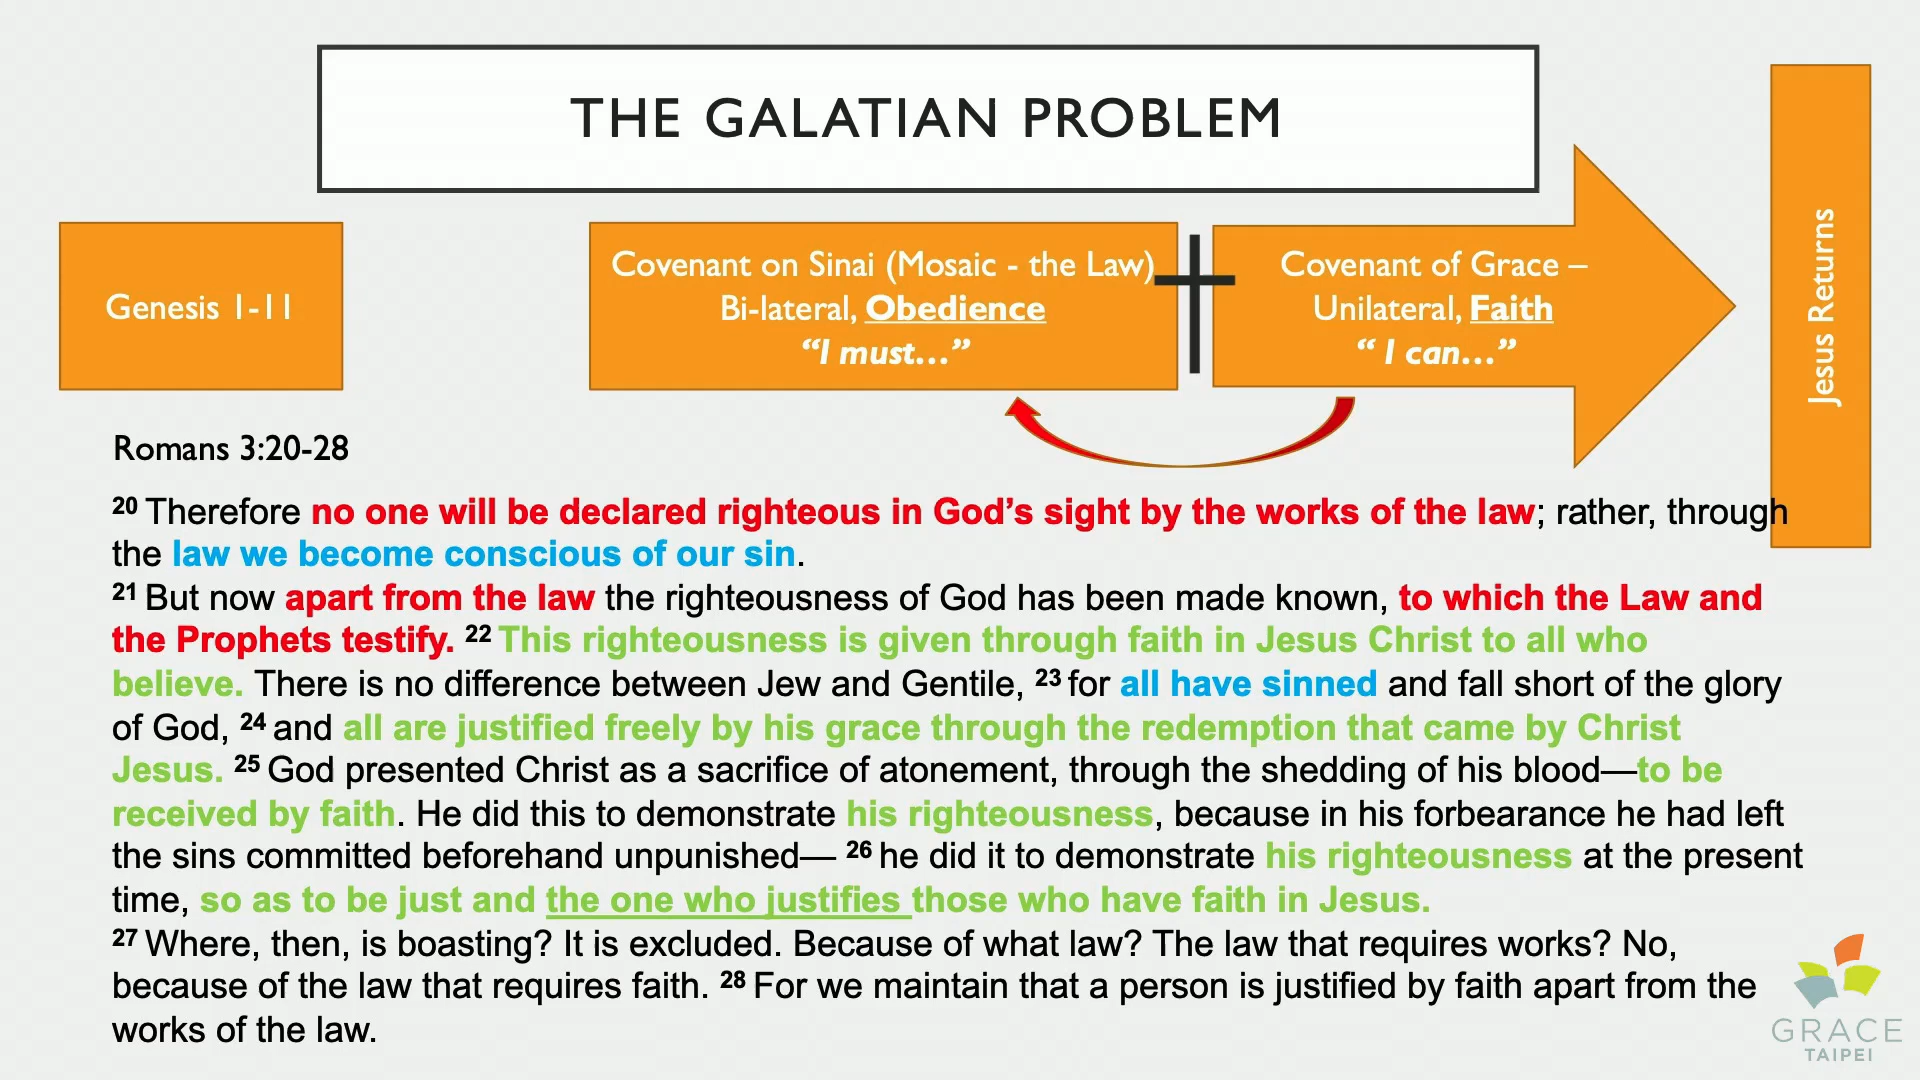 THE GALATIAN PROBLEM
Genesis 1-11
Covenant on Sinai (Mosaic - the Law)
Bi-lateral, Obedience
“I must…”
Covenant of Grace –
Unilateral, Faith
“ I can…”
Jesus Returns
Romans 3:20-28
20 Therefore no one will be declared righteous in God’s sight by the works of the law; rather, through
the law we become conscious of our sin.
21 But now apart from the law the righteousness of God has been made known, to which the Law and
the Prophets testify. 22 This righteousness is given through faith in Jesus Christ to all who
believe. There is no difference between Jew and Gentile, 23 for all have sinned and fall short of the glory
of God, 24 and all are justified freely by his grace through the redemption that came by Christ
Jesus. 25 God presented Christ as a sacrifice of atonement, through the shedding of his blood—to be
received by faith. He did this to demonstrate his righteousness, because in his forbearance he had left
the sins committed beforehand unpunished— 26 he did it to demonstrate his righteousness at the present
time, so as to be just and the one who justifies those who have faith in Jesus.
27 Where, then, is boasting? It is excluded. Because of what law? The law that requires works? No,
because of the law that requires faith. 28 For we maintain that a person is justified by faith apart from the
works of the law.
GRACE
TAIPEI